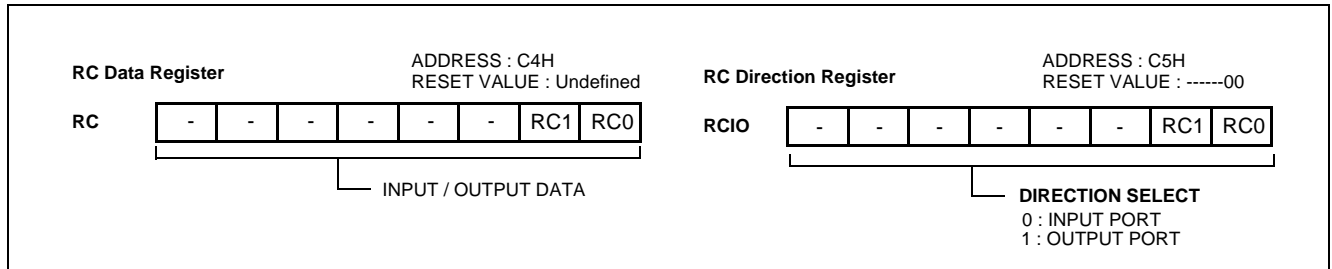 RC Data Register
ADDRESS : C4H
RESET VALUE : Undefined
RC - - - - - - RC1 RC0
INPUT / OUTPUT DATA
RC Direction Register
ADDRESS : C5H
RESET VALUE : ------00
RCIO - - - - - - RC1 RC0
DIRECTION SELECT
0 : INPUT PORT
1 : OUTPUT PORT